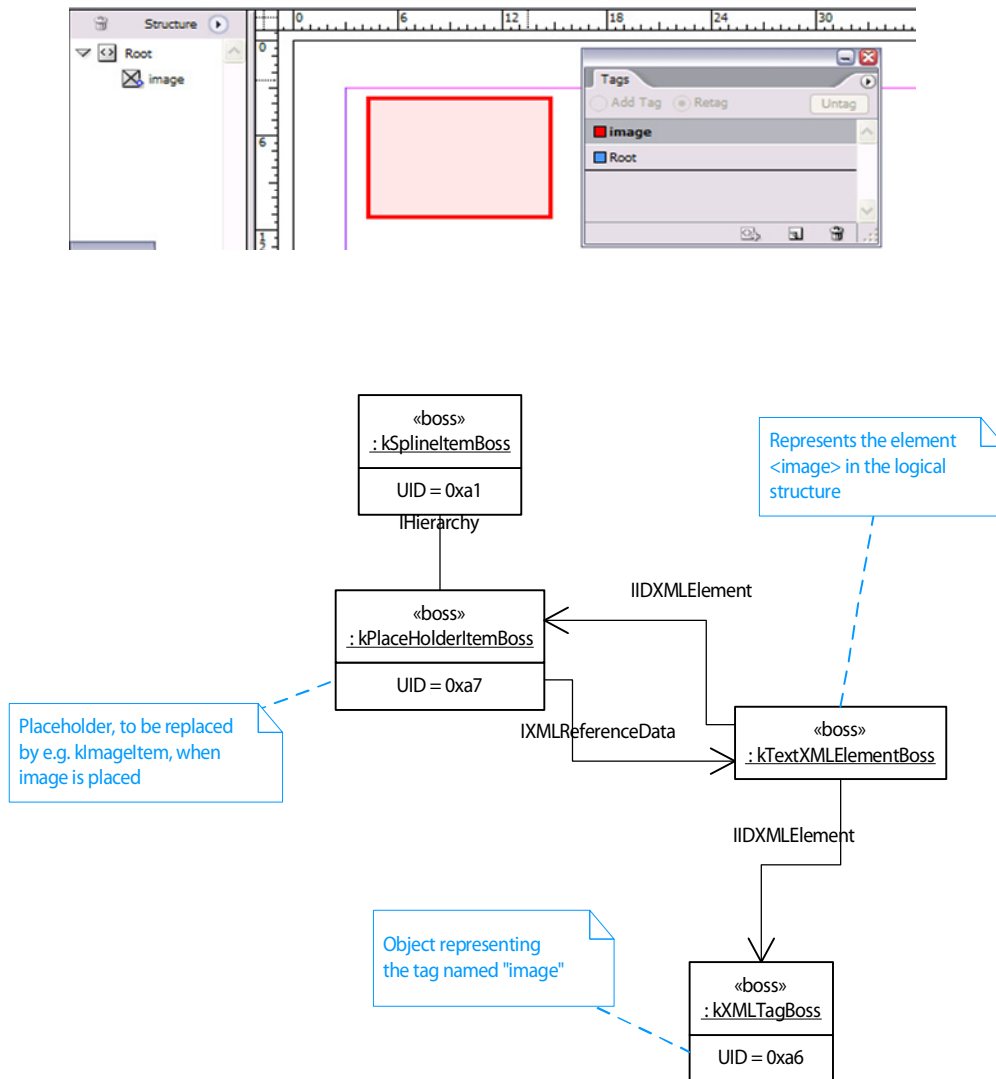 Structure
0 6 12 18 24 30
Root
image
0
6
1
2
Tags
Add Tag Retag Untag
image
Root
«boss»
: kSplineItemBoss
UID = 0xa1
IHierarchy
Represents the element
<image> in the logical
structure
«boss»
: kPlaceHolderItemBoss
UID = 0xa7
IIDXMLElement
IXMLReferenceData
Placeholder, to be replaced
by e.g. kImageItem, when
image is placed
«boss»
: kTextXMLElementBoss
IIDXMLElement
Object representing
the tag named "image"
«boss»
: kXMLTagBoss
UID = 0xa6